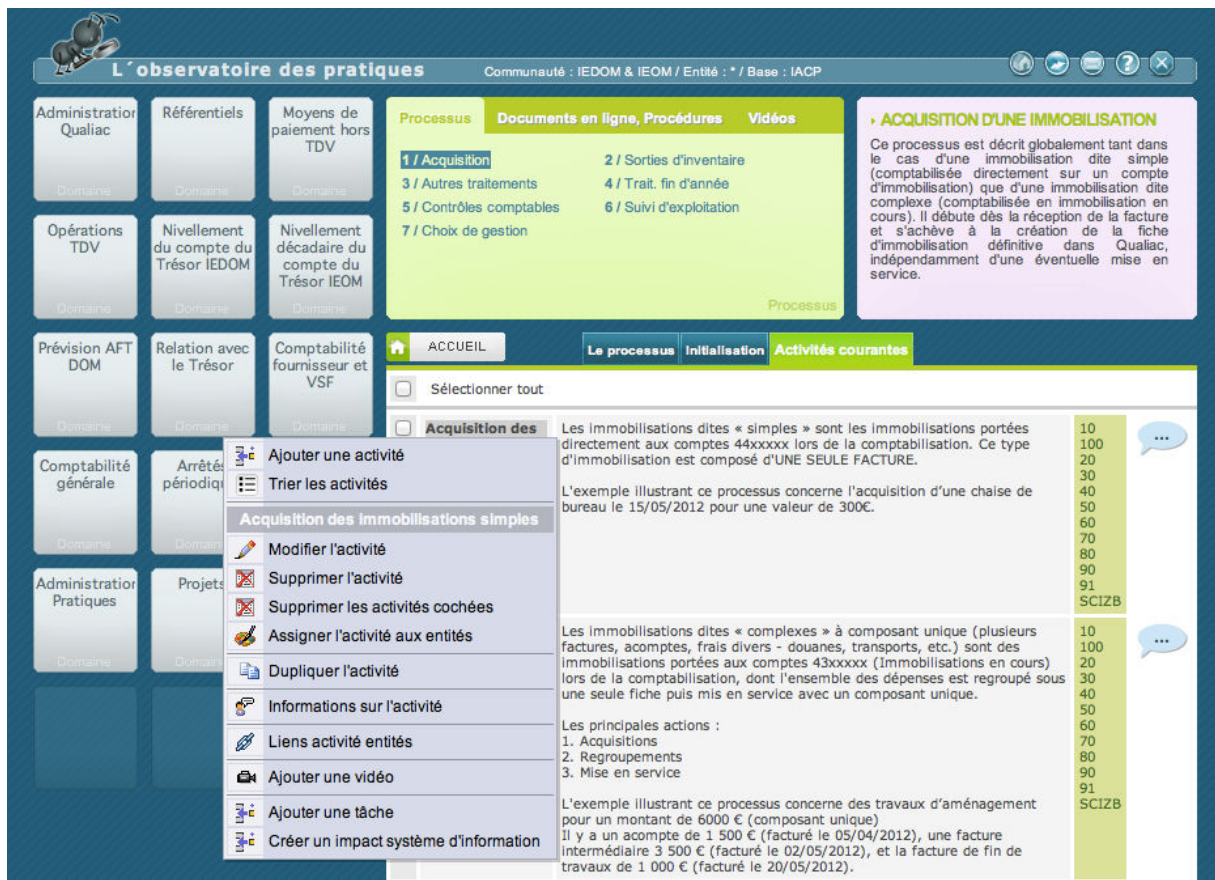 L´observatoire des pratiques
Communauté : IEDOM & IEOM / Entité : * / Base : IACP
Administration
Qualiac
Domaine
Référentiels
Domaine
Moyens de
paiement hors
TDV
Domaine
Opérations
TDV
Domaine
Nivellement
du compte du
Trésor IEDOM
Domaine
Nivellement
décadaire du
compte du
Trésor IEOM
Domaine
Prévision AFT
DOM
Domaine
Relation avec
le Trésor
Domaine
Comptabilité
fournisseur et
VSF
Domaine
Comptabilité
générale
Domaine
Arrêtés
périodiqu
Domain
Administration
Pratiques
Domaine
Projets
Domain
Processus
Documents en ligne, Procédures
Vidéos
1 / Acquisition
2 / Sorties d'inventaire
3 / Autres traitements
4 / Trait. fin d'année
5 / Contrôles comptables
6 / Suivi d'exploitation
7 / Choix de gestion
Processus
ACQUISITION D'UNE IMMOBILISATION
Ce processus est décrit globalement tant dans
le cas d'une immobilisation dite simple
(comptabilisée directement sur un compte
d'immobilisation) que d'une immobilisation dite
complexe (comptabilisée en immobilisation en
cours). Il débute dès la réception de la facture
et s'achève à la création de la fiche
d'immobilisation définitive dans Qualiac,
indépendamment d'une éventuelle mise en
service.
ACCUEIL
Le processus
Initialisation
Activités courantes
Sélectionner tout
Acquisition des
Les immobilisations dites « simples » sont les immobilisations portées
directement aux comptes 44xxxxx lors de la comptabilisation. Ce type
d'immobilisation est composé d'UNE SEULE FACTURE.
L'exemple illustrant ce processus concerne l'acquisition d'une chaise de
bureau le 15/05/2012 pour une valeur de 300€.
10
100
20
30
40
50
60
70
80
90
91
SCIZB
...
Ajouter une activité
Trier les activités
Acquisition des immobilisations simples
Modifier l'activité
Supprimer l'activité
Supprimer les activités cochées
Assigner l'activité aux entités
Dupliquer l'activité
Informations sur l'activité
Liens activité entités
Ajouter une vidéo
Ajouter une tâche
Créer un impact système d'information
Les immobilisations dites « complexes » à composant unique (plusieurs
factures, acomptes, frais divers - douanes, transports, etc.) sont des
immobilisations portées aux comptes 43xxxxx (Immobilisations en cours)
lors de la comptabilisation, dont l'ensemble des dépenses est regroupé sous
une seule fiche puis mis en service avec un composant unique.
Les principales actions :
1. Acquisitions
2. Regroupements
3. Mise en service
L'exemple illustrant ce processus concerne des travaux d'aménagement
pour un montant de 6000 € (composant unique)
Il y a un acompte de 1 500 € (facturé le 05/04/2012), une facture
intermédiaire 3 500 € (facturé le 02/05/2012), et la facture de fin de
travaux de 1 000 € (facturé le 20/05/2012).
10
100
20
30
40
50
60
70
80
90
91
SCIZB
...